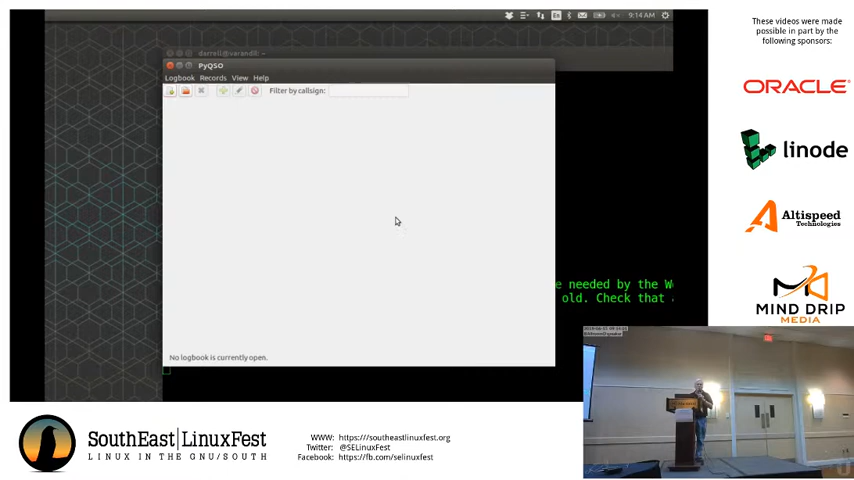 9:14 AM
darrell@varandi2: ~
PyQSO
Logbook Records View Help
Filter by callsign:
e needed by the W
old. Check that
No logbook is currently open.
These videos were made
possible in part by the
following sponsors:
ORACLE
linode
Altispeed
Technologies
MIND DRIP
MEDIA
SouthEast|LinuxFest
LINUX IN THE GNU/SOUTH
WWW: https://southeastlinuxfest.org
Twitter: @SELinuxFest
Facebook: https://fb.com/selinuxfest